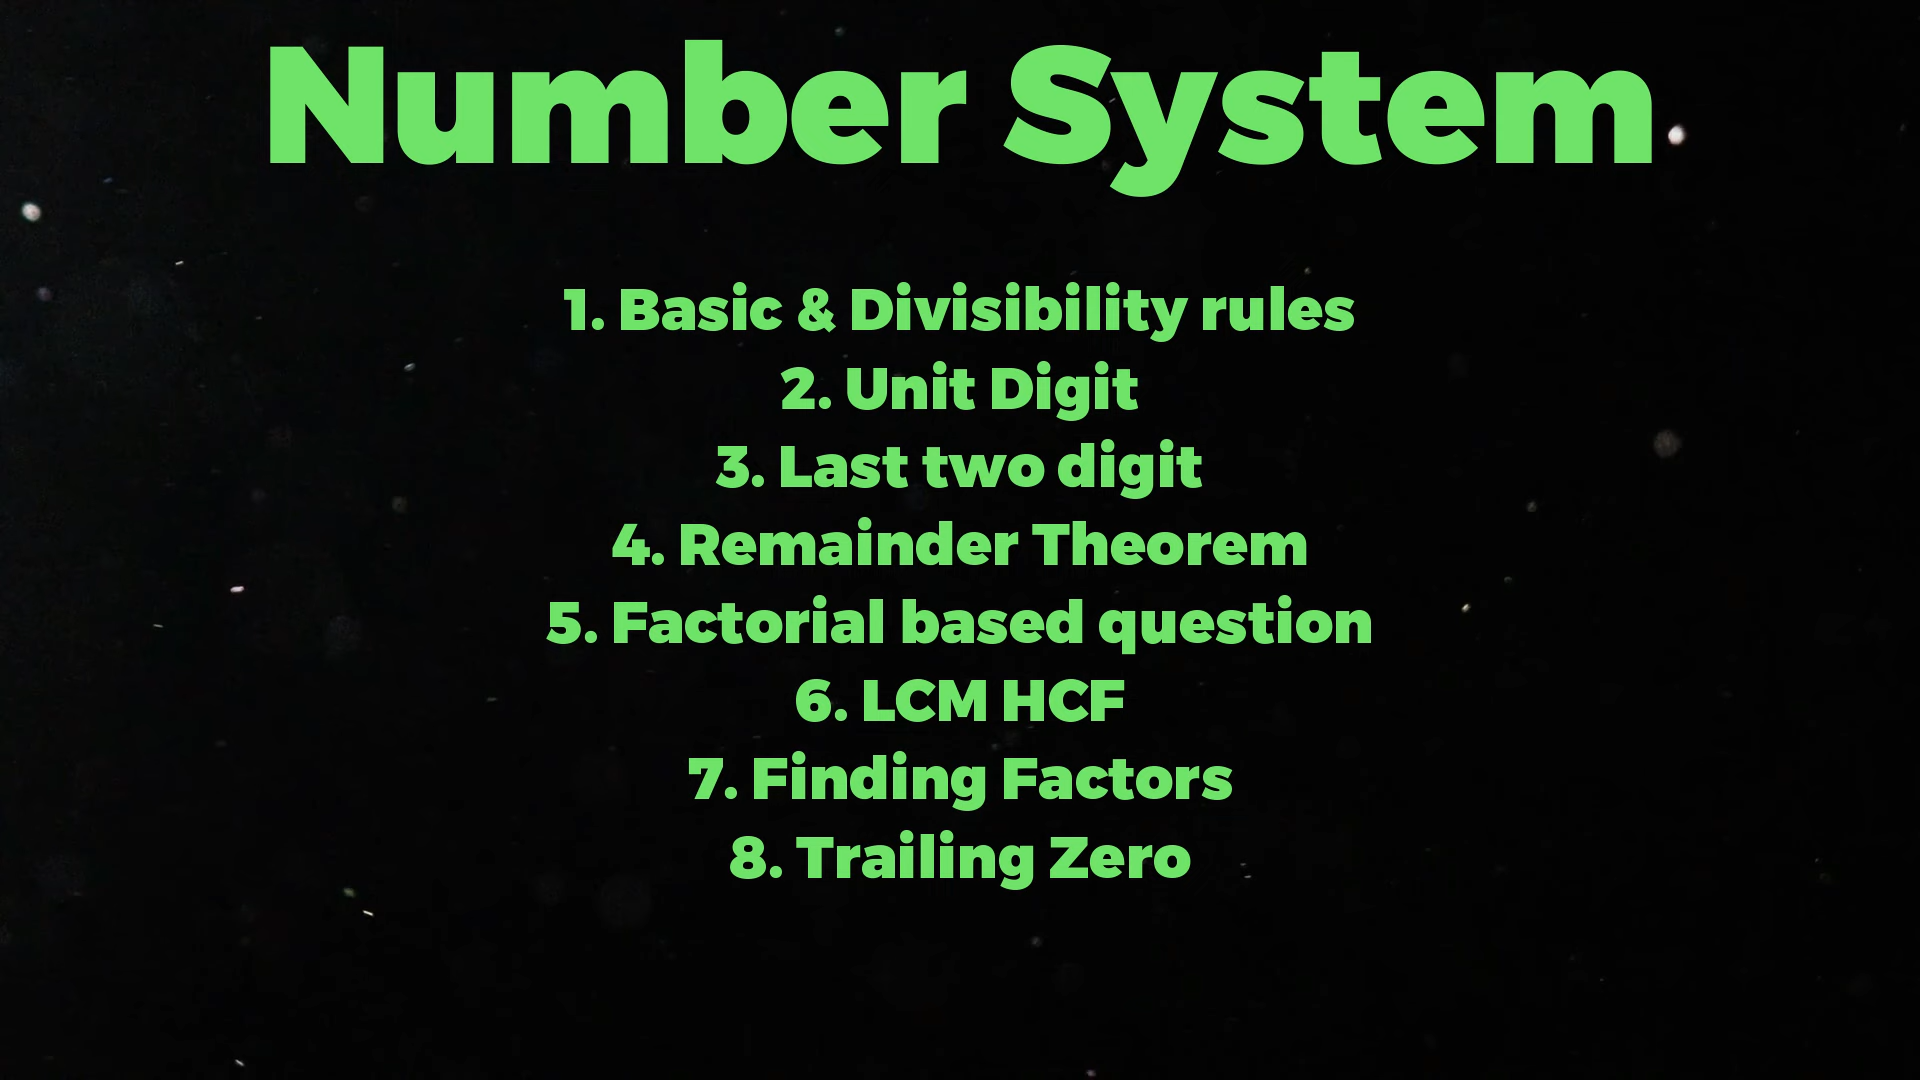 Number System
1. Basic & Divisibility rules
2. Unit Digit
3. Last two digit
4. Remainder Theorem
5. Factorial based question
6. LCM HCF
7. Finding Factors
8. Trailing Zero